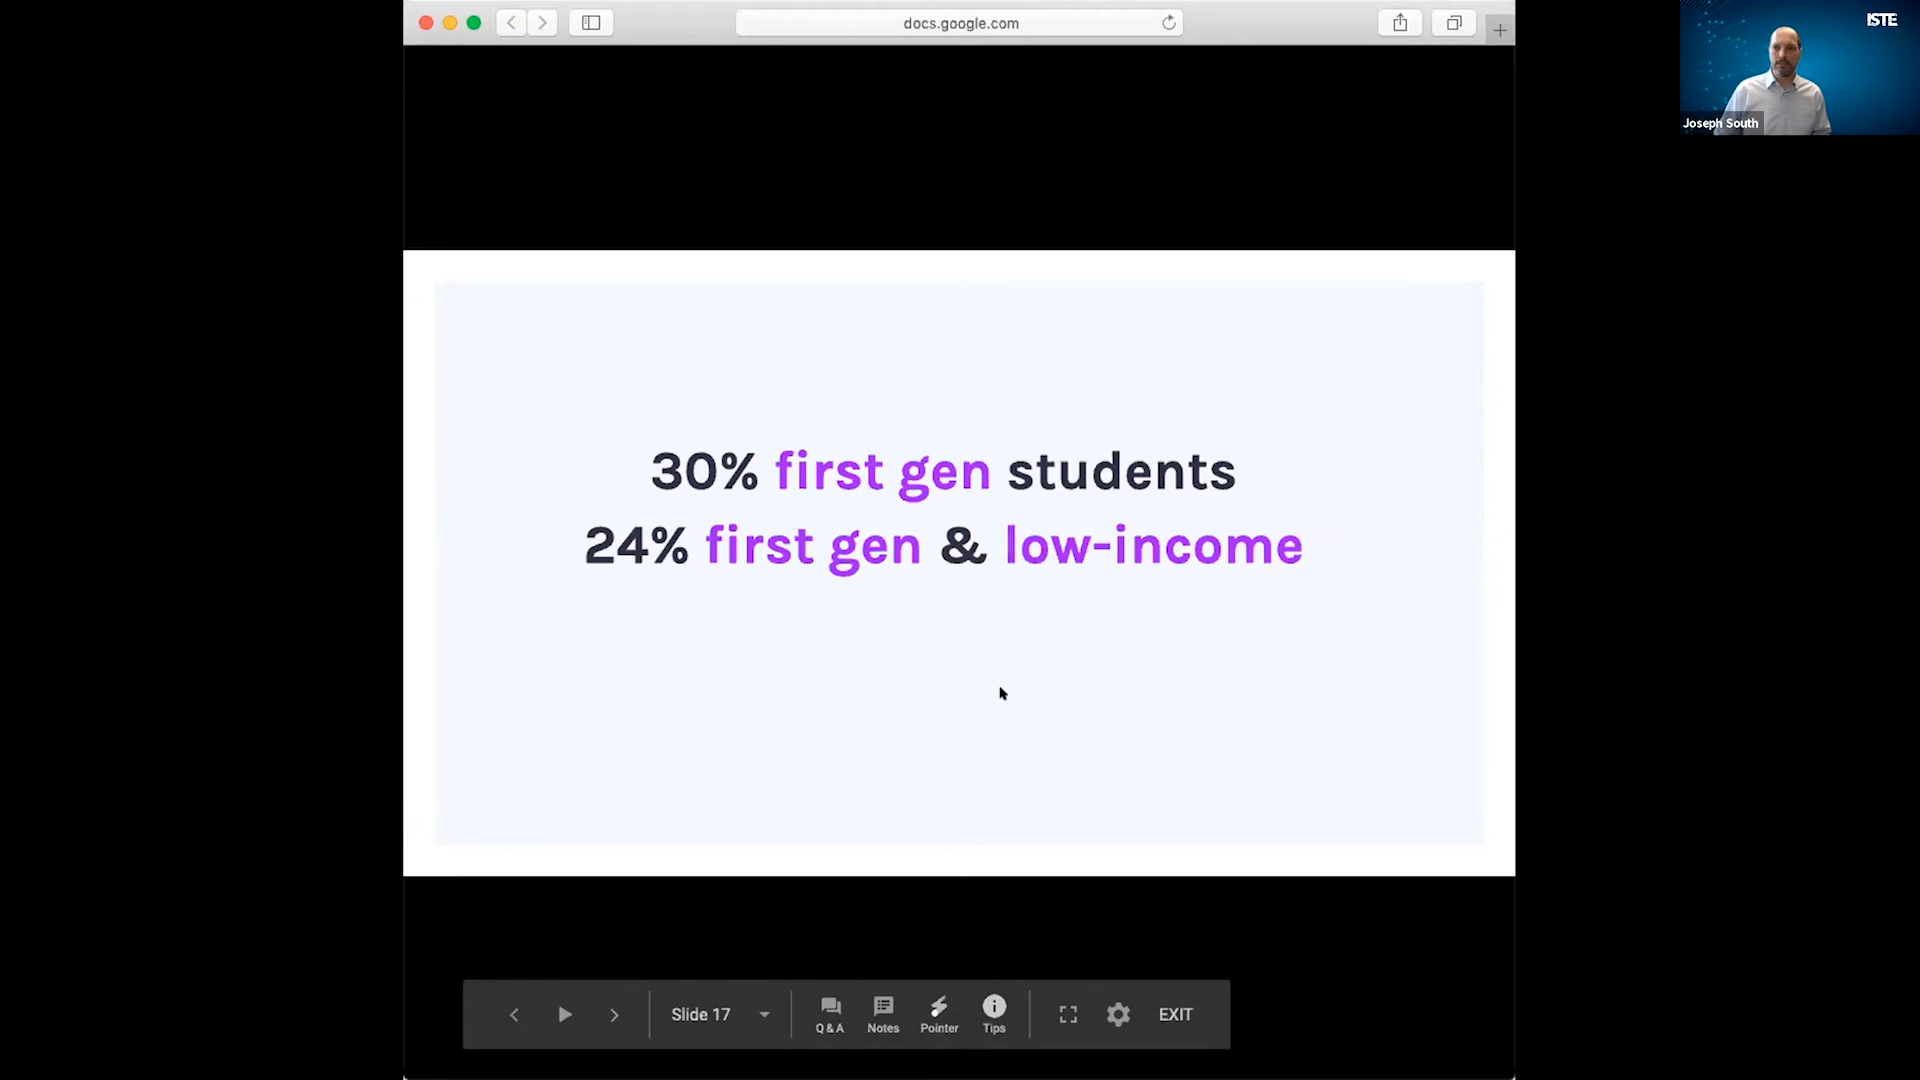 docs.google.com
ISTE
Joseph South
30% first gen students
24% first gen & low-income
Slide 17
Q & A
Notes
Pointer
Tips
EXIT